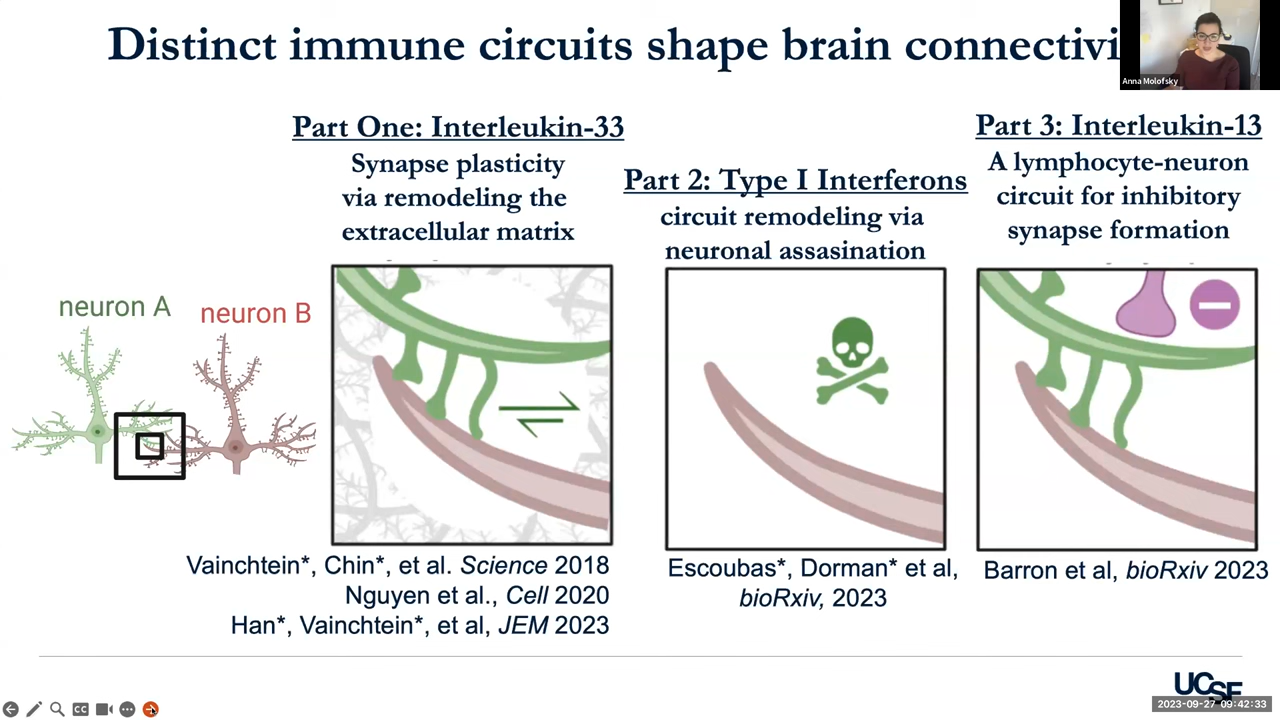 Distinct immune circuits shape brain connectivi
Anna Molofsky
Part One: Interleukin-33
Synapse plasticity
via remodeling the
extracellular matrix
Part 2: Type I Interferons
circuit remodeling via
neuronal assasination
Part 3: Interleukin-13
A lymphocyte-neuron
circuit for inhibitory
synapse formation
neuron A
neuron B
Vainchtein*, Chin*, et al. Science 2018
Nguyen et al., Cell 2020
Han*, Vainchtein*, et al, JEM 2023
Escoubas*, Dorman* et al,
bioRxiv, 2023
Barron et al, bioRxiv 2023
UCSF
2023-09-27 09:42:33
CC